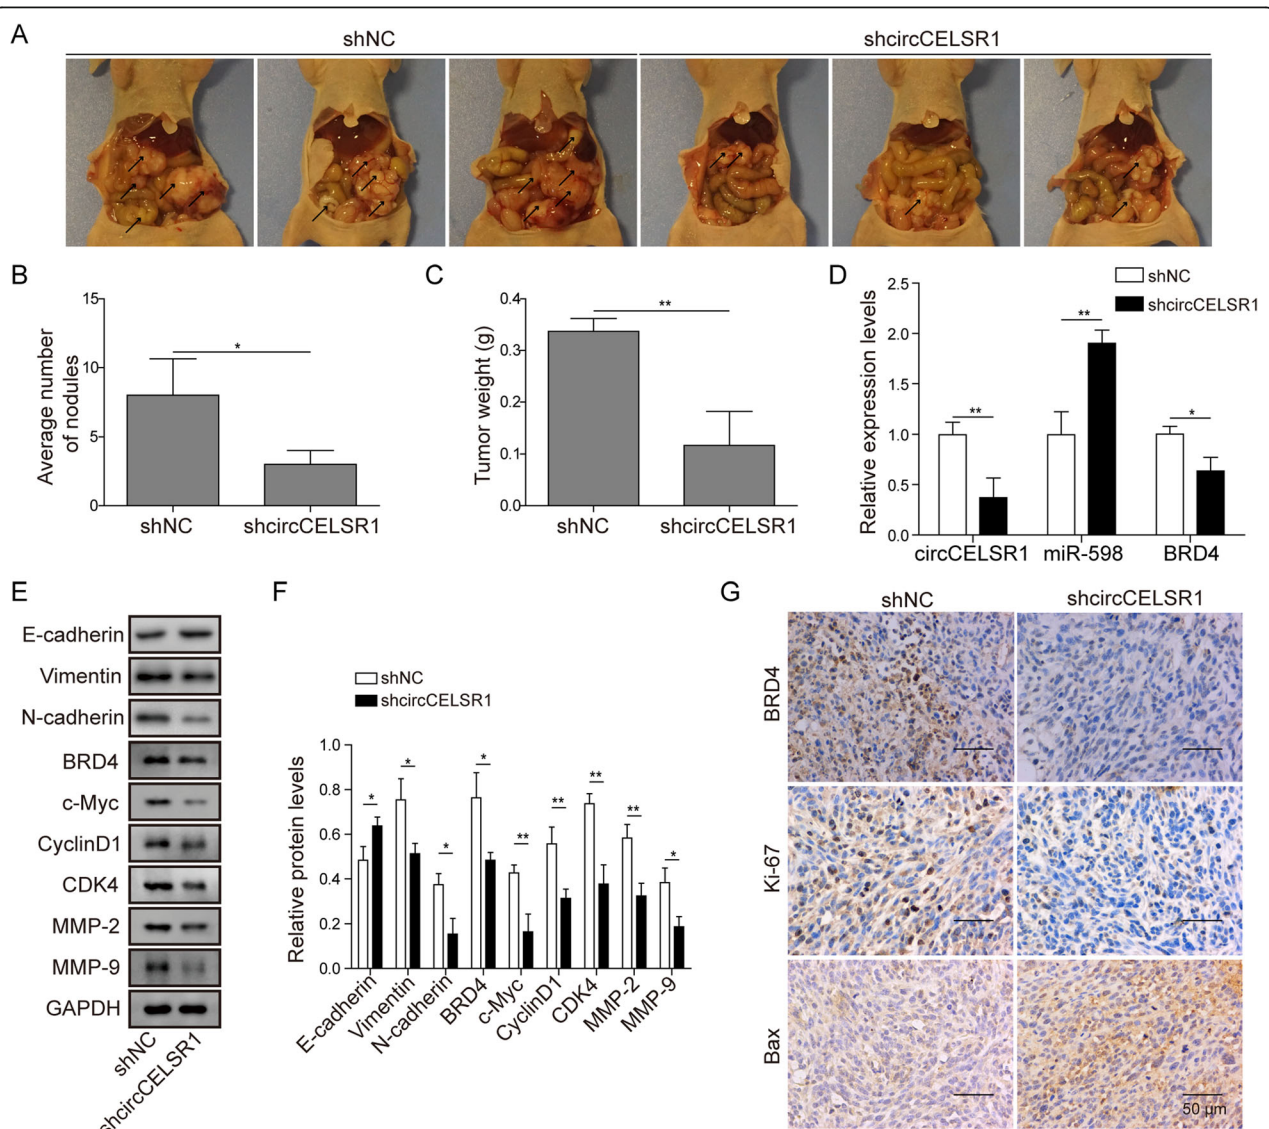 A
shNC
shcircCELSR1
B
Average number
of nodules
15
10
5
0
*
shNC
shcircCELSR1
C
Tumor weight (g)
0.4
0.3
0.2
0.1
0.0
**
shNC
shcircCELSR1
D
shNC
shcircCELSR1
Relative expression levels
2.5
2.0
1.5
1.0
0.5
0.0
**
**
*
circCELSR1
miR-598
BRD4
E
E-cadherin
Vimentin
N-cadherin
BRD4
c-Myc
CyclinD1
CDK4
MMP-2
MMP-9
GAPDH
shNC
shcircCELSR1
F
shNC
shcircCELSR1
Relative protein levels
1.0
0.8
0.6
0.4
0.2
0.0
*
*
*
*
**
**
**
**
*
E-cadherin
Vimentin
N-cadherin
BRD4
c-Myc
CyclinD1
CDK4
MMP-2
MMP-9
G
shNC
shcircCELSR1
BRD4
Ki-67
Bax
50 µm